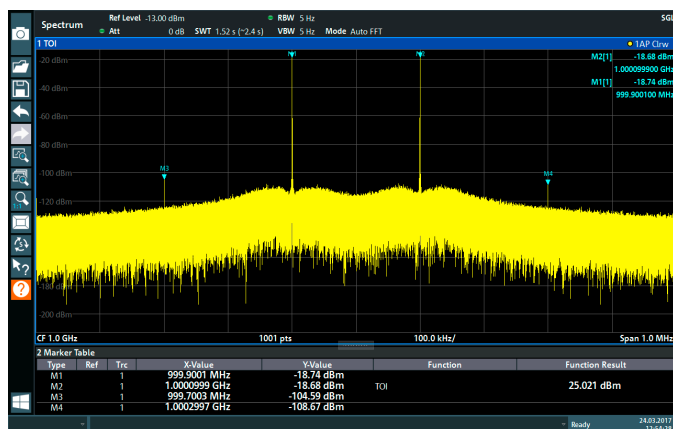 Spectrum Ref Level -13.00 dBm RBW 5 Hz SGL
Att 0 dB SWT 1.52 s (~2.4 s) VBW 5 Hz Mode Auto FFT
1 TOI 1AP Clrw
M1 M2 M2[1] -18.68 dBm
-20 dBm 1.000099900 GHz
M1[1] -18.74 dBm
-40 dBm 999.900100 MHz
-60 dBm
-80 dBm
-100 dBm M3 M4
-120 dBm
-180 dBm
-200 dBm
CF 1.0 GHz 1001 pts 100.0 kHz/ Span 1.0 MHz
2 Marker Table
Type Ref Trc X-Value Y-Value Function Function Result
M1 1 999.9001 MHz -18.74 dBm
M2 1 1.0000999 GHz -18.68 dBm TOI 25.021 dBm
M3 1 999.7003 MHz -104.59 dBm
M4 1 1.0002997 GHz -108.67 dBm
Ready 24.03.2017